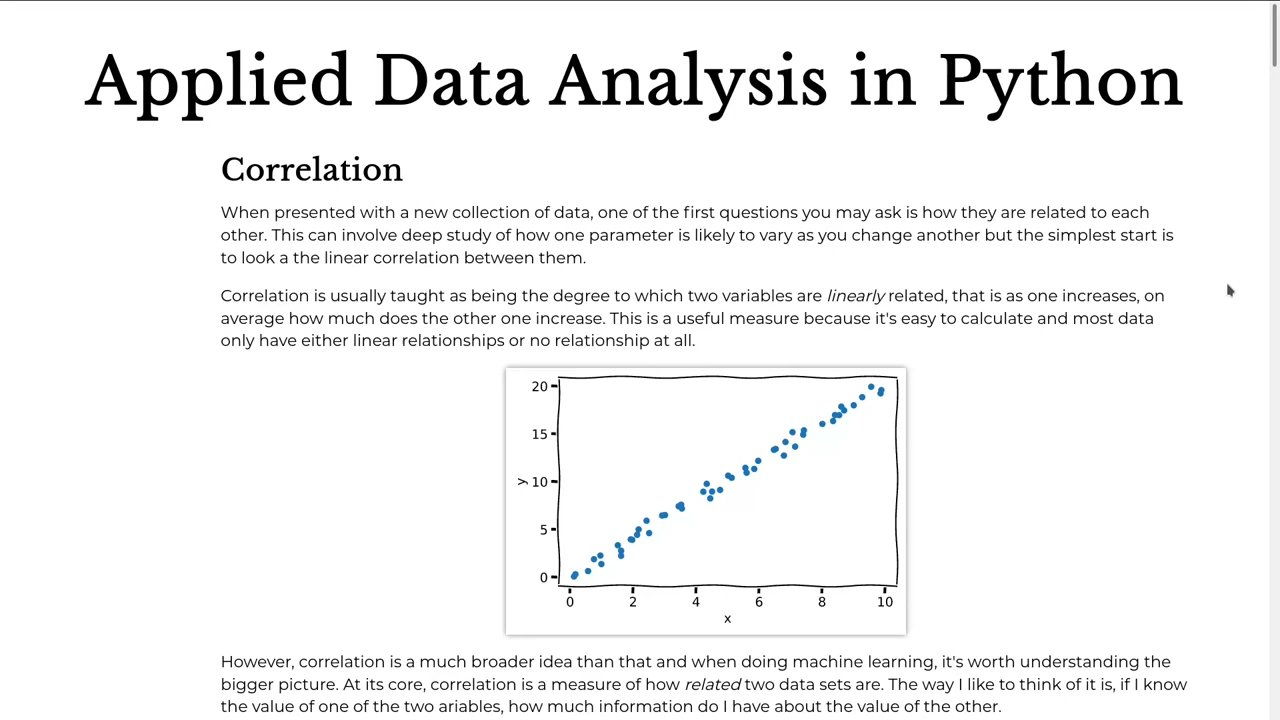 Applied Data Analysis in Python
Correlation
When presented with a new collection of data, one of the first questions you may ask is how they are related to each
other. This can involve deep study of how one parameter is likely to vary as you change another but the simplest start is
to look a the linear correlation between them.
Correlation is usually taught as being the degree to which two variables are linearly related, that is as one increases, on
average how much does the other one increase. This is a useful measure because it's easy to calculate and most data
only have either linear relationships or no relationship at all.
20
15
y 10
5
0
0 2 4 6 8 10
x
However, correlation is a much broader idea than that and when doing machine learning, it's worth understanding the
bigger picture. At its core, correlation is a measure of how related two data sets are. The way I like to think of it is, if I know
the value of one of the two ariables, how much information do I have about the value of the other.